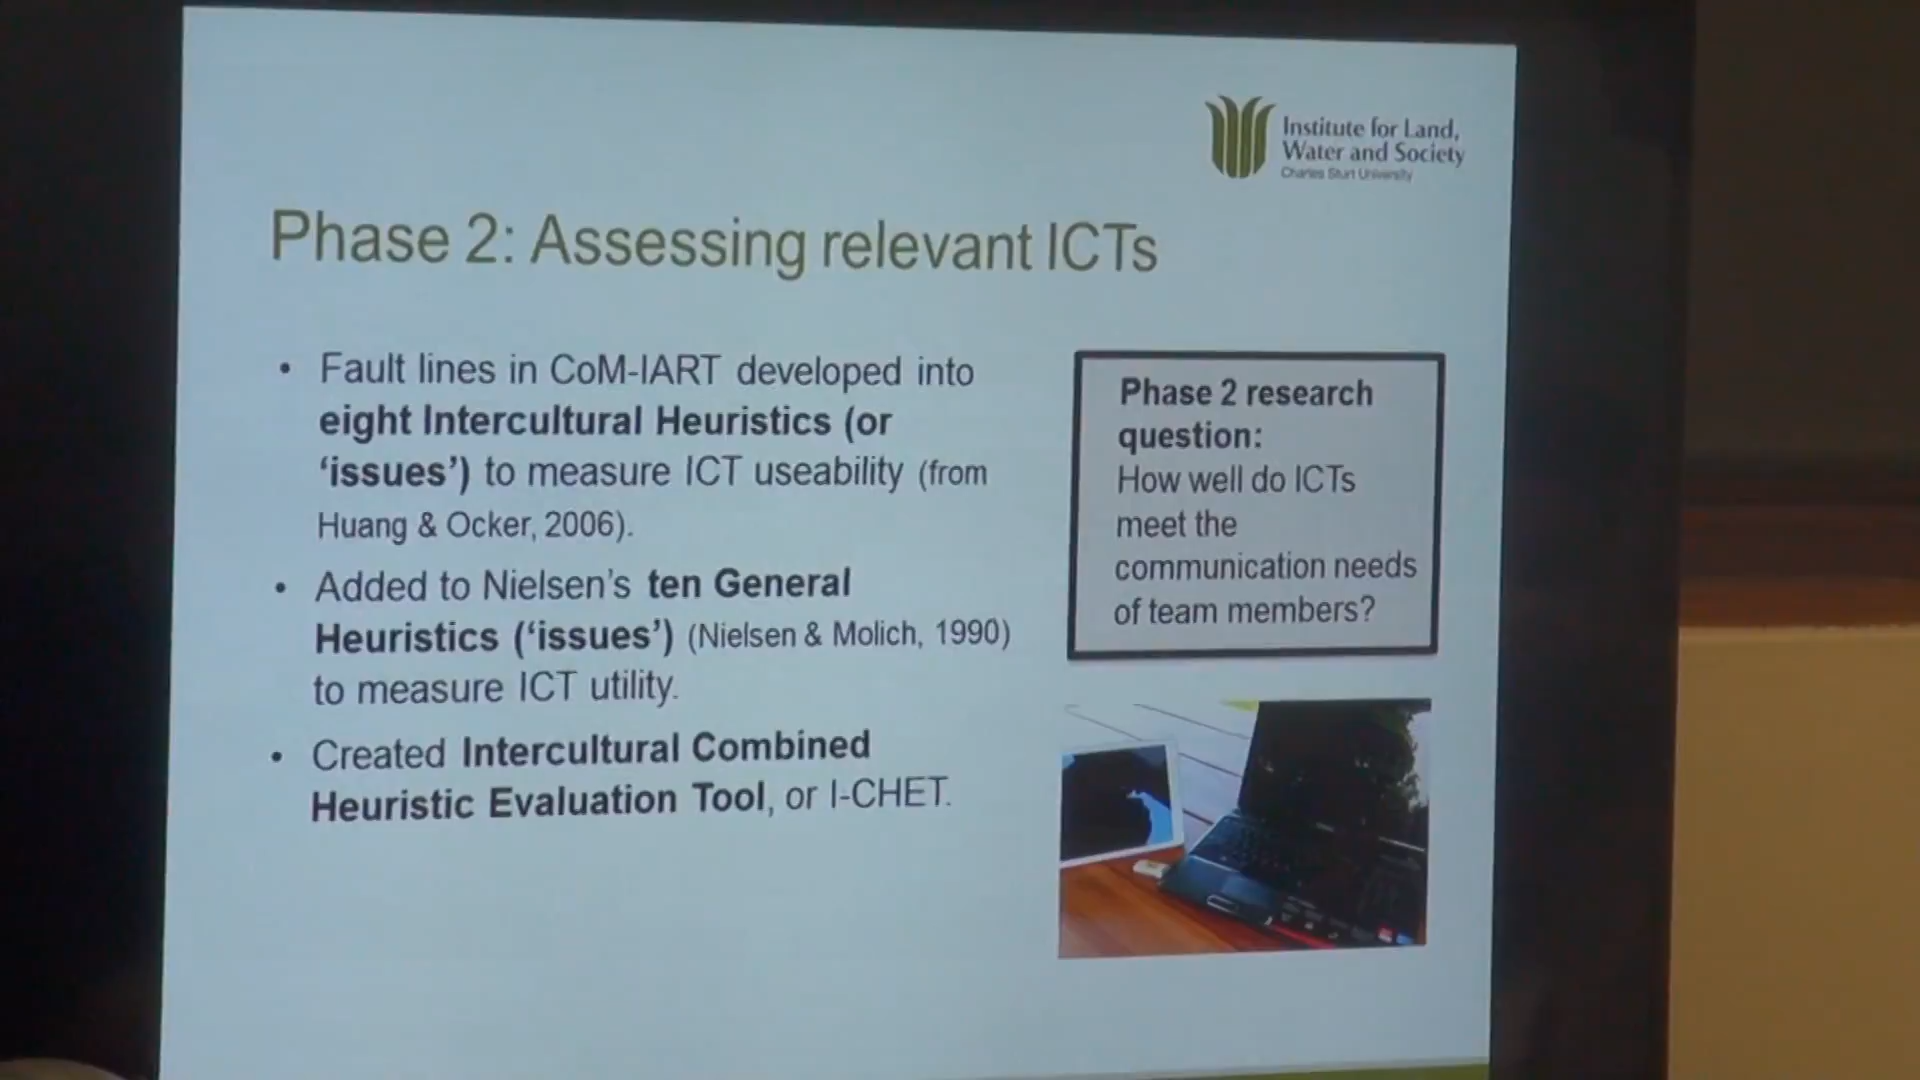 Institute for Land,
Water and Society
Charles Sturt University
Phase 2: Assessing relevant ICTs
• Fault lines in CoM-IART developed into
eight Intercultural Heuristics (or
‘issues’) to measure ICT useability (from
Huang & Ocker, 2006).
• Added to Nielsen’s ten General
Heuristics (‘issues’) (Nielsen & Molich, 1990)
to measure ICT utility.
• Created Intercultural Combined
Heuristic Evaluation Tool, or I-CHET.
Phase 2 research
question:
How well do ICTs
meet the
communication needs
of team members?